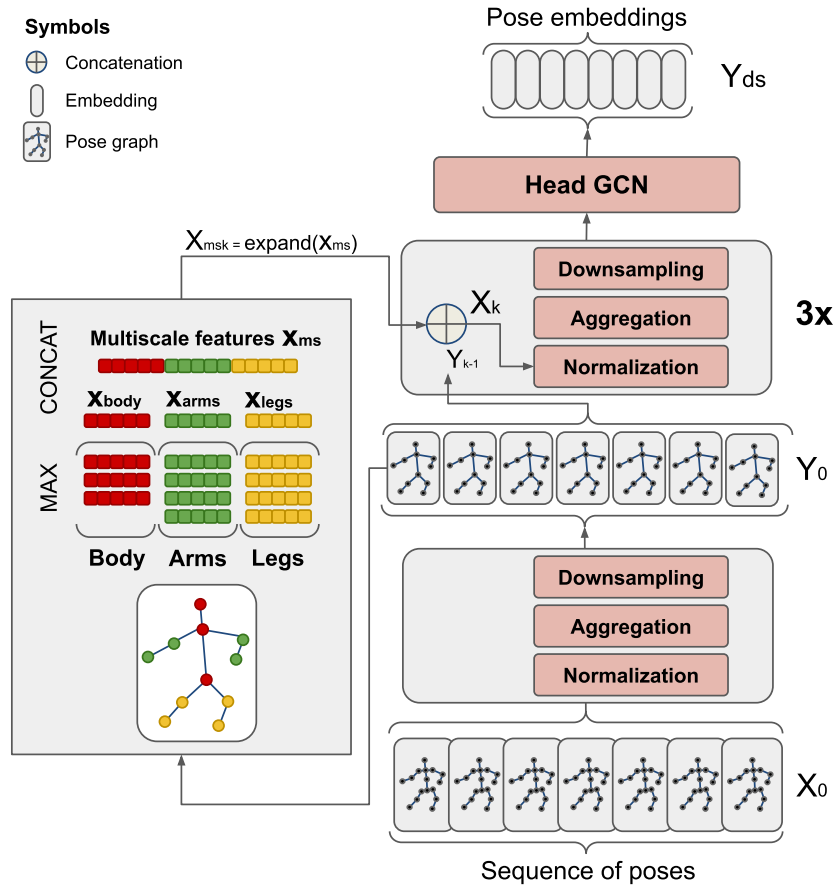 Symbols
Concatenation
Embedding
Pose graph
Pose embeddings
Yds
Head GCN
Xmsk = expand(xms)
Downsampling
Aggregation
Normalization
3x
Xk
Yk-1
CONCAT
Multiscale features xms
xbody
xarms
xlegs
MAX
Body
Arms
Legs
Y0
Downsampling
Aggregation
Normalization
X0
Sequence of poses